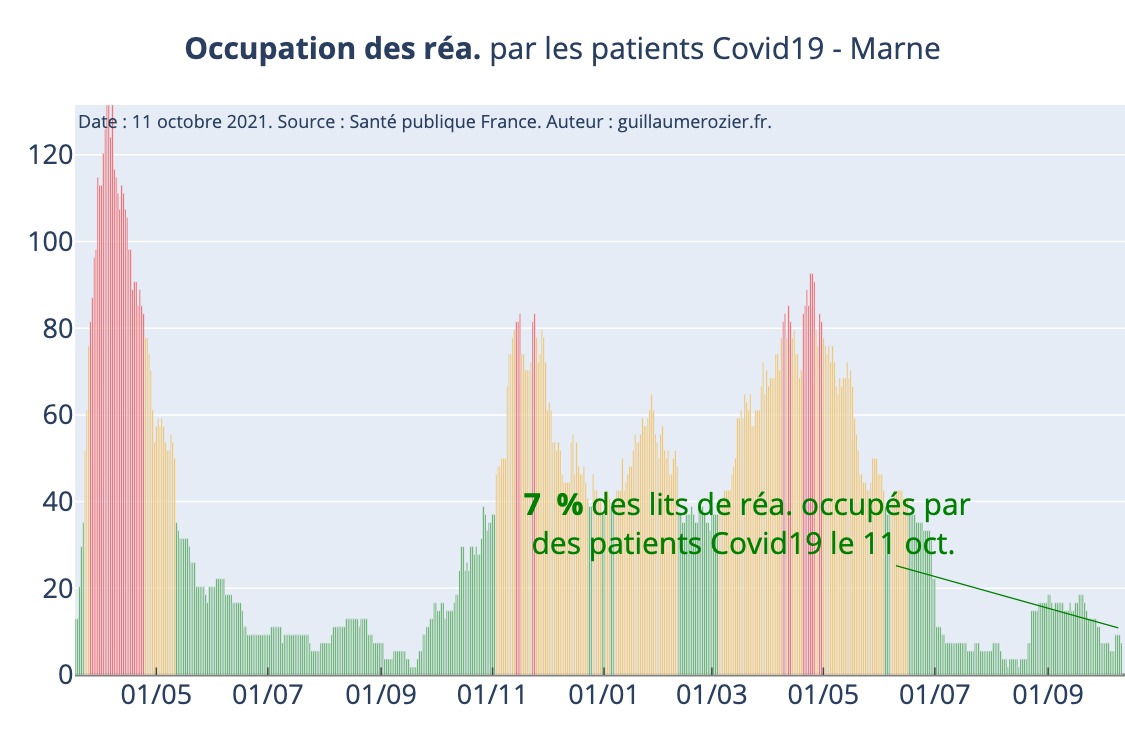 Occupation des réa. par les patients Covid19 - Marne
Date : 11 octobre 2021. Source : Santé publique France. Auteur : guillaumerozier.fr.
120
100
80
60
40
20
0
7 % des lits de réa. occupés par
des patients Covid19 le 11 oct.
01/05 01/07 01/09 01/11 01/01 01/03 01/05 01/07 01/09